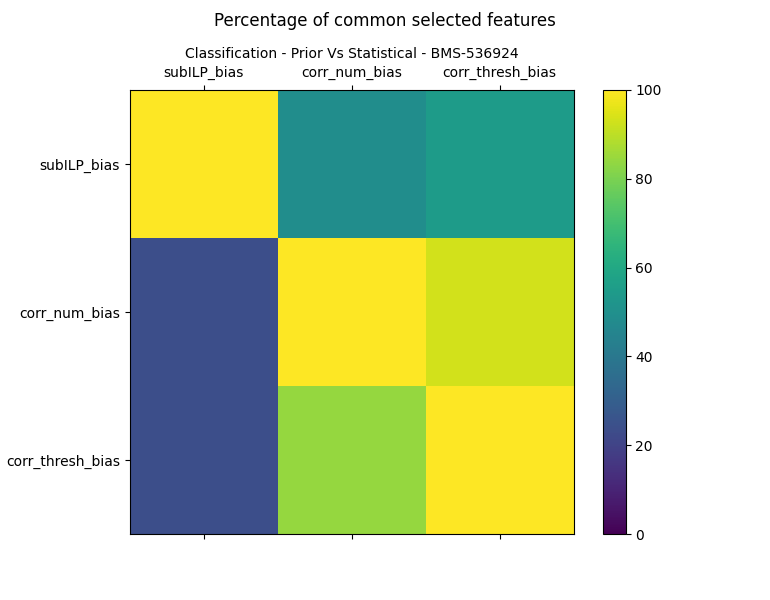 Percentage of common selected features
Classification - Prior Vs Statistical - BMS-536924
subILP_bias corr_num_bias corr_thresh_bias
subILP_bias
corr_num_bias
corr_thresh_bias
100
80
60
40
20
0